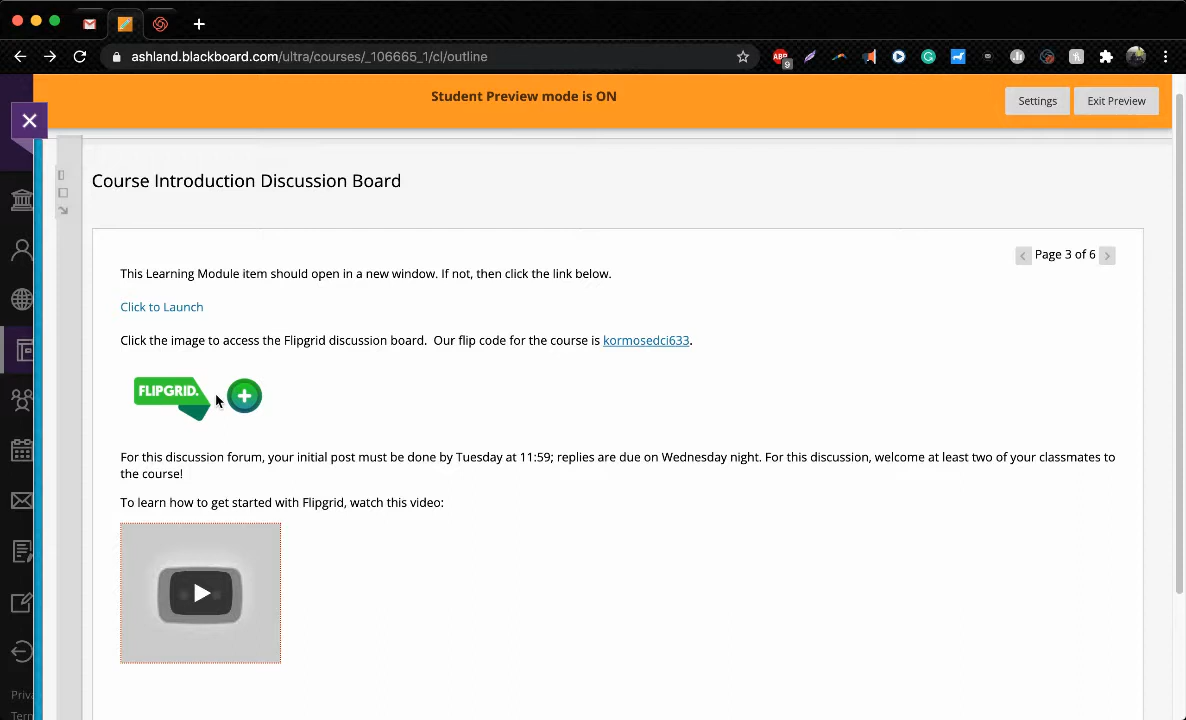 ashland.blackboard.com/ultra/courses/_106665_1/cl/outline
ABP
9
Student Preview mode is ON
Settings
Exit Preview
Course Introduction Discussion Board
Page 3 of 6
This Learning Module item should open in a new window. If not, then click the link below.
Click to Launch
Click the image to access the Flipgrid discussion board. Our flip code for the course is kormosedci633.
FLIPGRID.
For this discussion forum, your initial post must be done by Tuesday at 11:59; replies are due on Wednesday night. For this discussion, welcome at least two of your classmates to
the course!
To learn how to get started with Flipgrid, watch this video:
Priva
Term